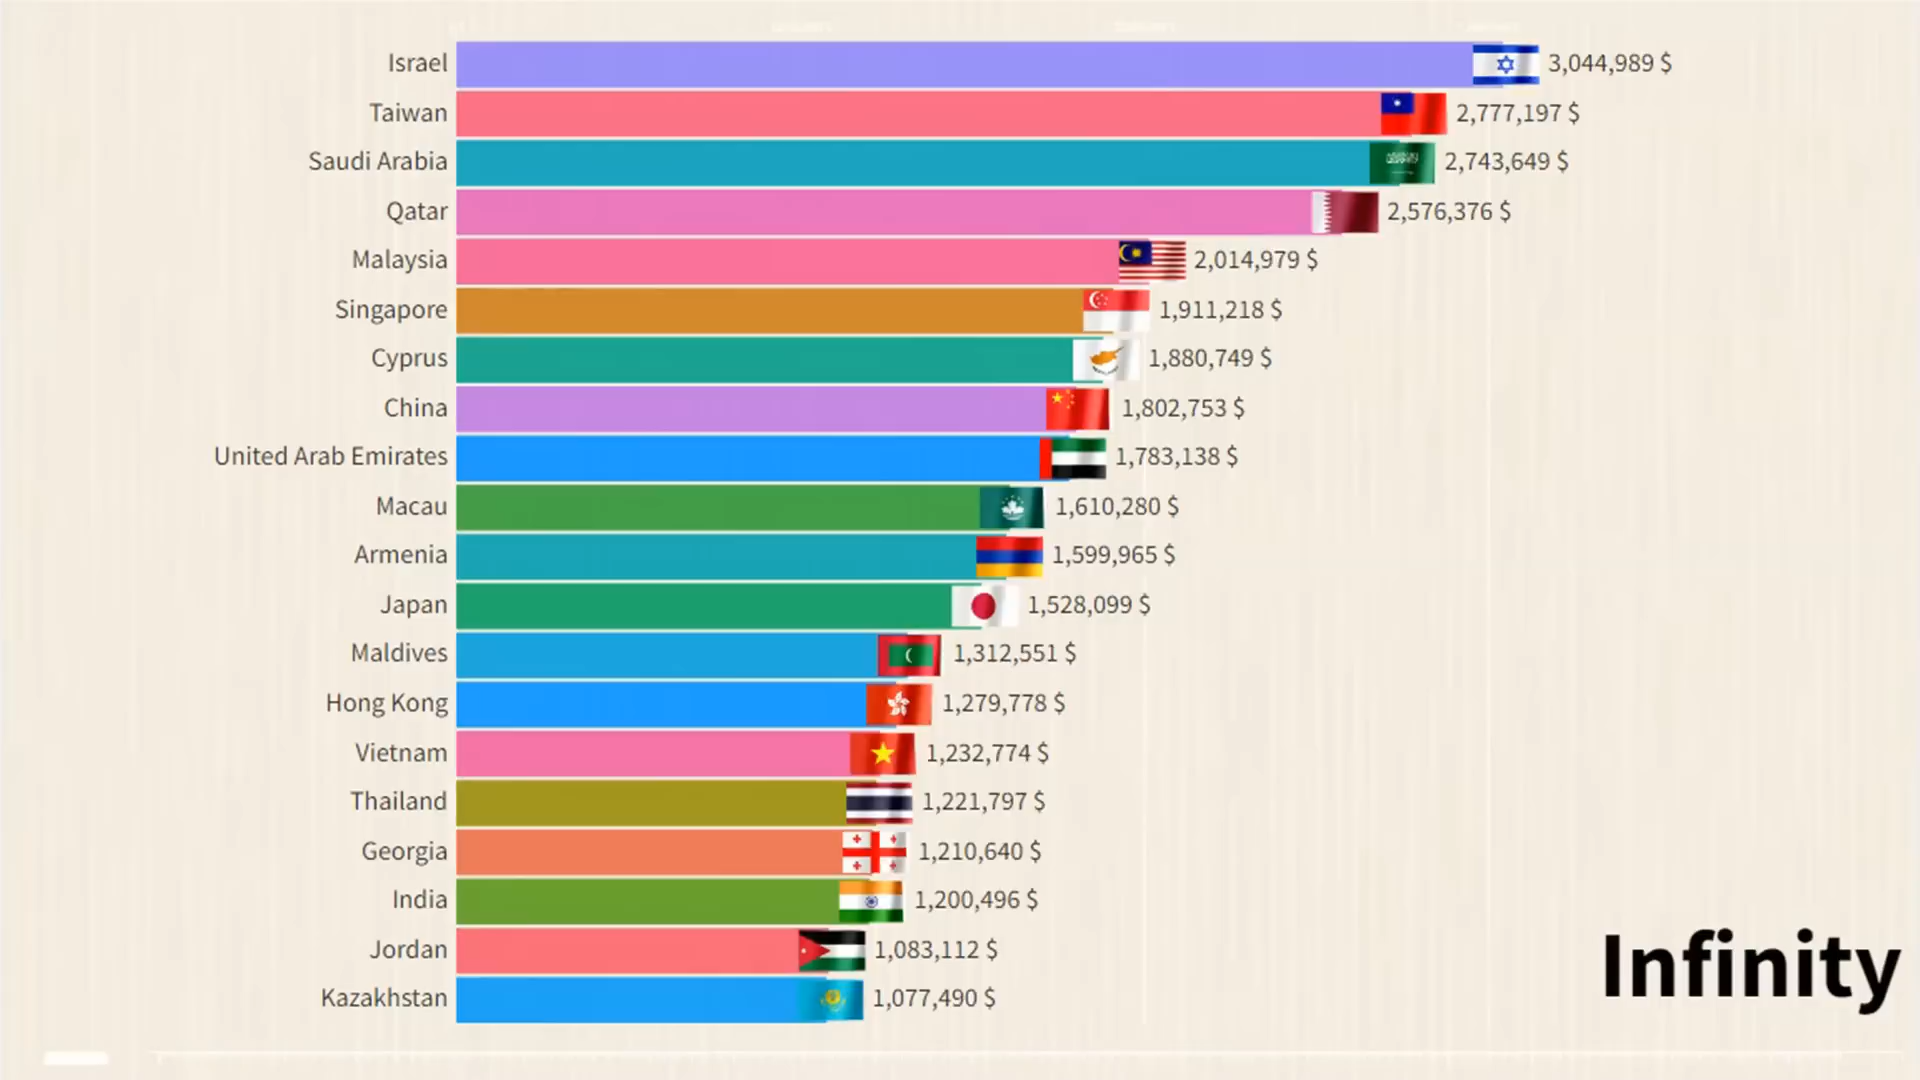 Israel 3,044,989 $
Taiwan 2,777,197 $
Saudi Arabia 2,743,649 $
Qatar 2,576,376 $
Malaysia 2,014,979 $
Singapore 1,911,218 $
Cyprus 1,880,749 $
China 1,802,753 $
United Arab Emirates 1,783,138 $
Macau 1,610,280 $
Armenia 1,599,965 $
Japan 1,528,099 $
Maldives 1,312,551 $
Hong Kong 1,279,778 $
Vietnam 1,232,774 $
Thailand 1,221,797 $
Georgia 1,210,640 $
India 1,200,496 $
Jordan 1,083,112 $
Kazakhstan 1,077,490 $
Infinity